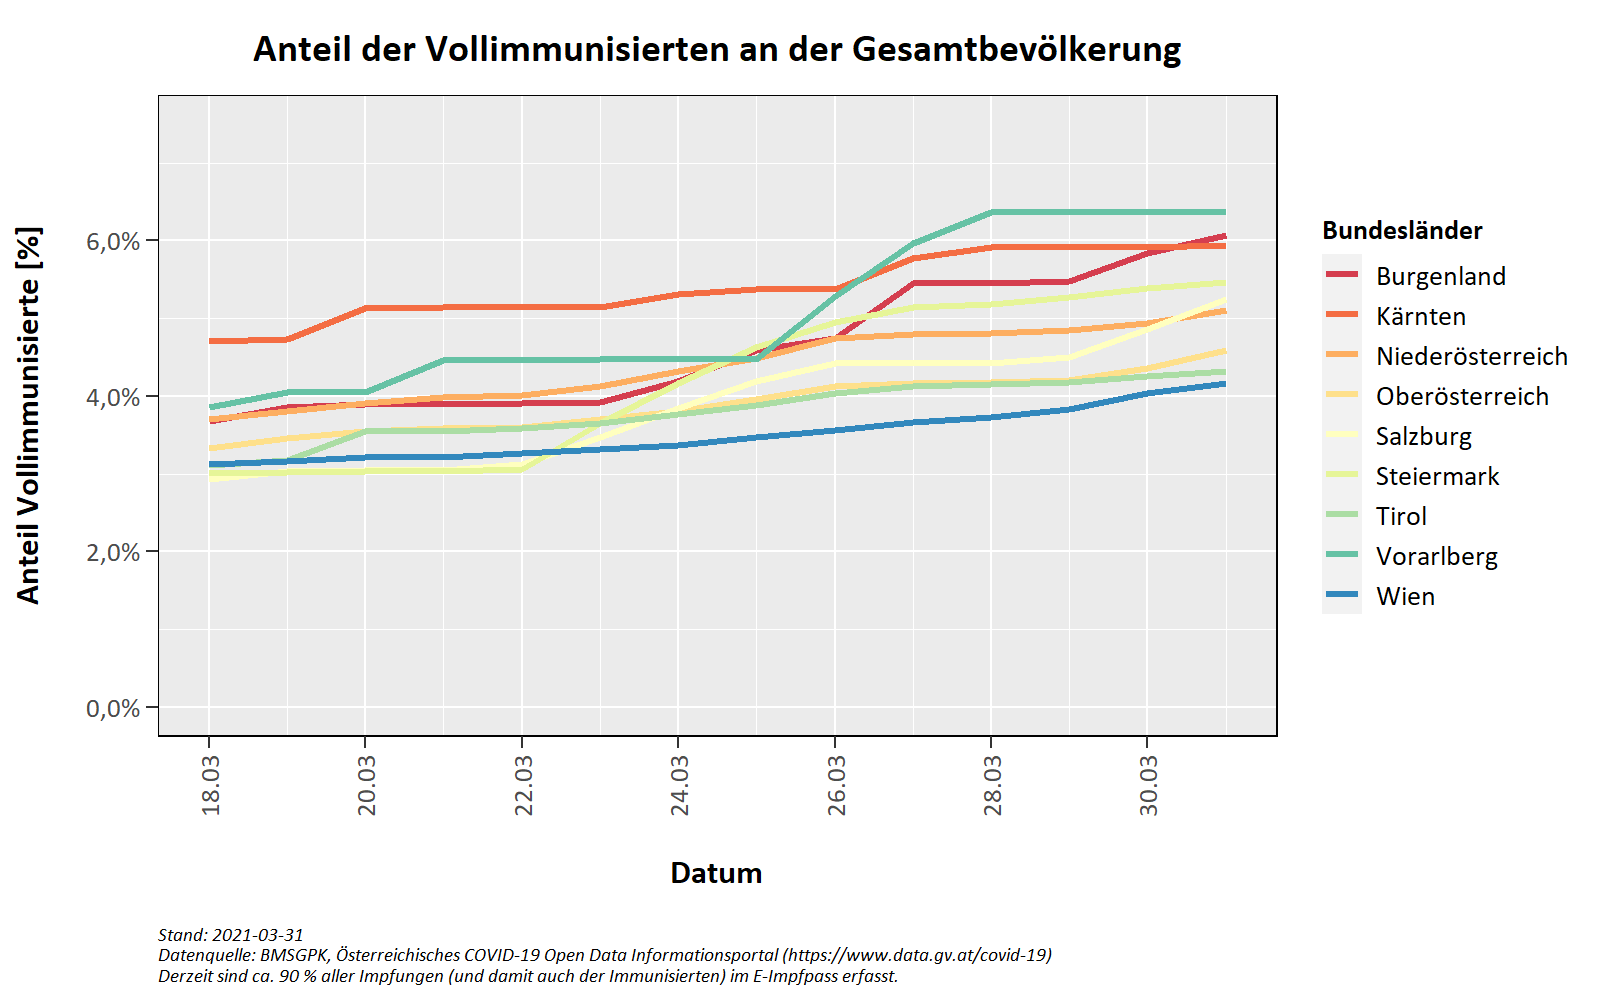 Anteil der Vollimmunisierten an der Gesamtbevölkerung
Anteil Vollimmunisierte [%]
6,0%
4,0%
2,0%
0,0%
18.03
20.03
22.03
24.03
26.03
28.03
30.03
Datum
Bundesländer
Burgenland
Kärnten
Niederösterreich
Oberösterreich
Salzburg
Steiermark
Tirol
Vorarlberg
Wien
Stand: 2021-03-31
Datenquelle: BMSGPK, Österreichisches COVID-19 Open Data Informationsportal (https://www.data.gv.at/covid-19)
Derzeit sind ca. 90 % aller Impfungen (und damit auch der Immunisierten) im E-Impfpass erfasst.